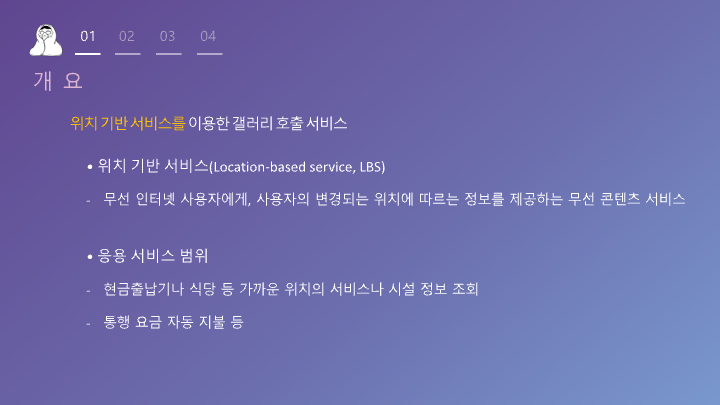 01 02 03 04
개 요
위치 기반 서비스를 이용한 갤러리 호출 서비스
• 위치 기반 서비스(Location-based service, LBS)
- 무선 인터넷 사용자에게, 사용자의 변경되는 위치에 따르는 정보를 제공하는 무선 콘텐츠 서비스
• 응용 서비스 범위
- 현금출납기나 식당 등 가까운 위치의 서비스나 시설 정보 조회
- 통행 요금 자동 지불 등